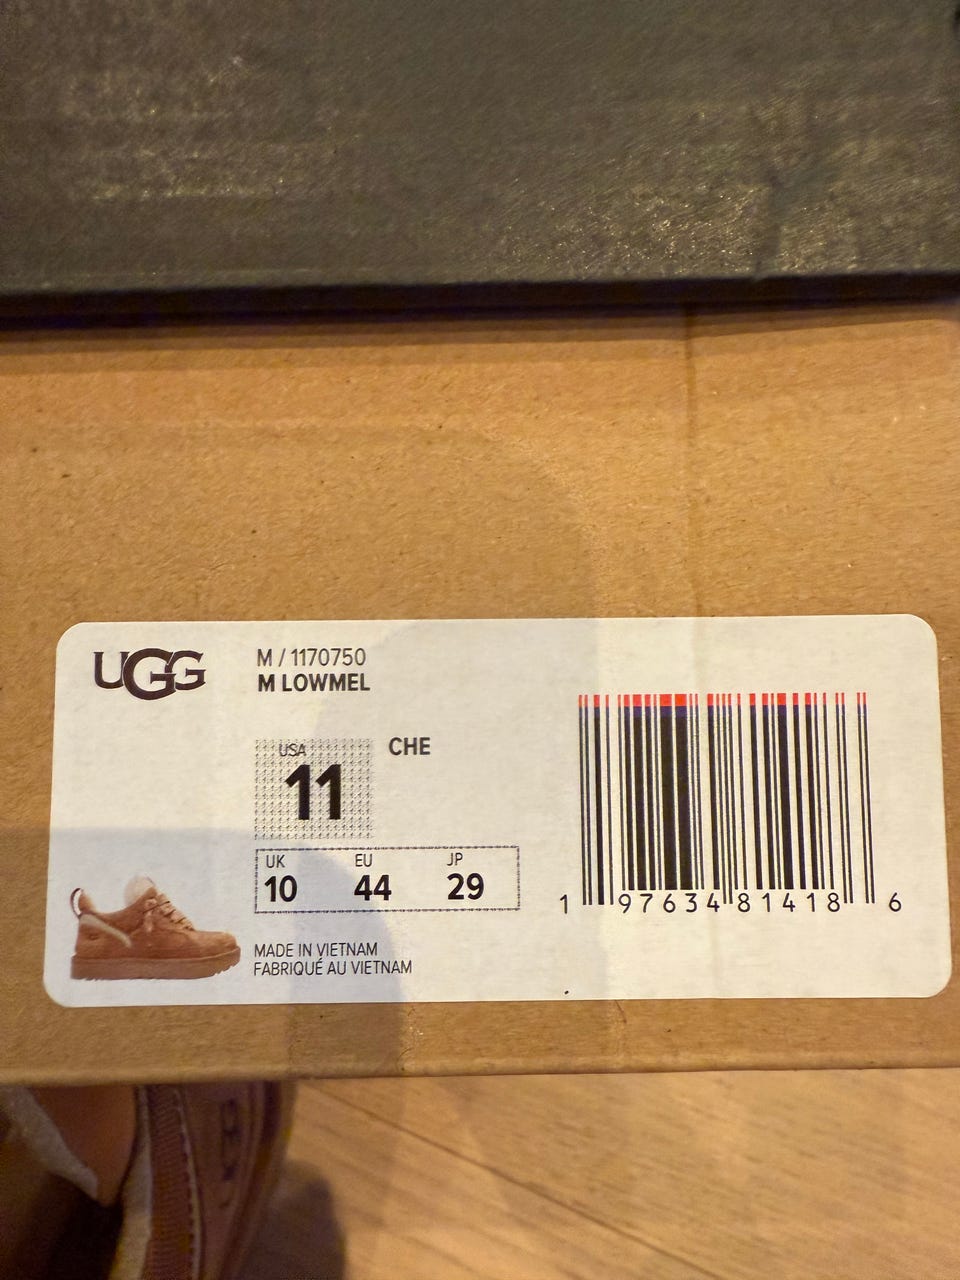 UGG
M / 1170750
M LOWMEL
USA
11
CHE
UK EU JP
10 44 29
MADE IN VIETNAM
FABRIQUÉ AU VIETNAM
1 97634 81418 6